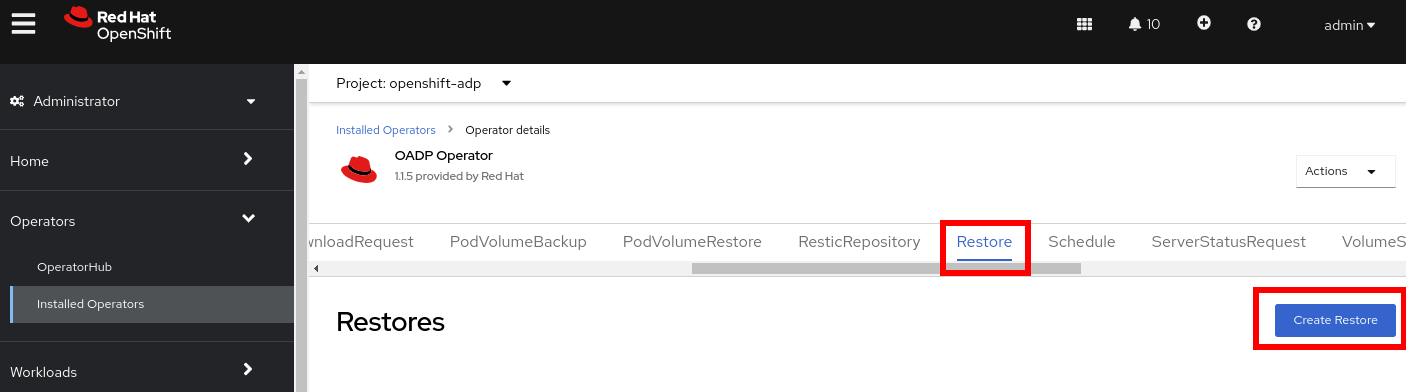 Red Hat
OpenShift
10
admin
Administrator
Home
Operators
OperatorHub
Installed Operators
Workloads
Project: openshift-adp
Installed Operators > Operator details
OADP Operator
1.1.5 provided by Red Hat
Actions
wnloadRequest PodVolumeBackup PodVolumeRestore ResticRepository Restore Schedule ServerStatusRequest VolumeS
Restores
Create Restore